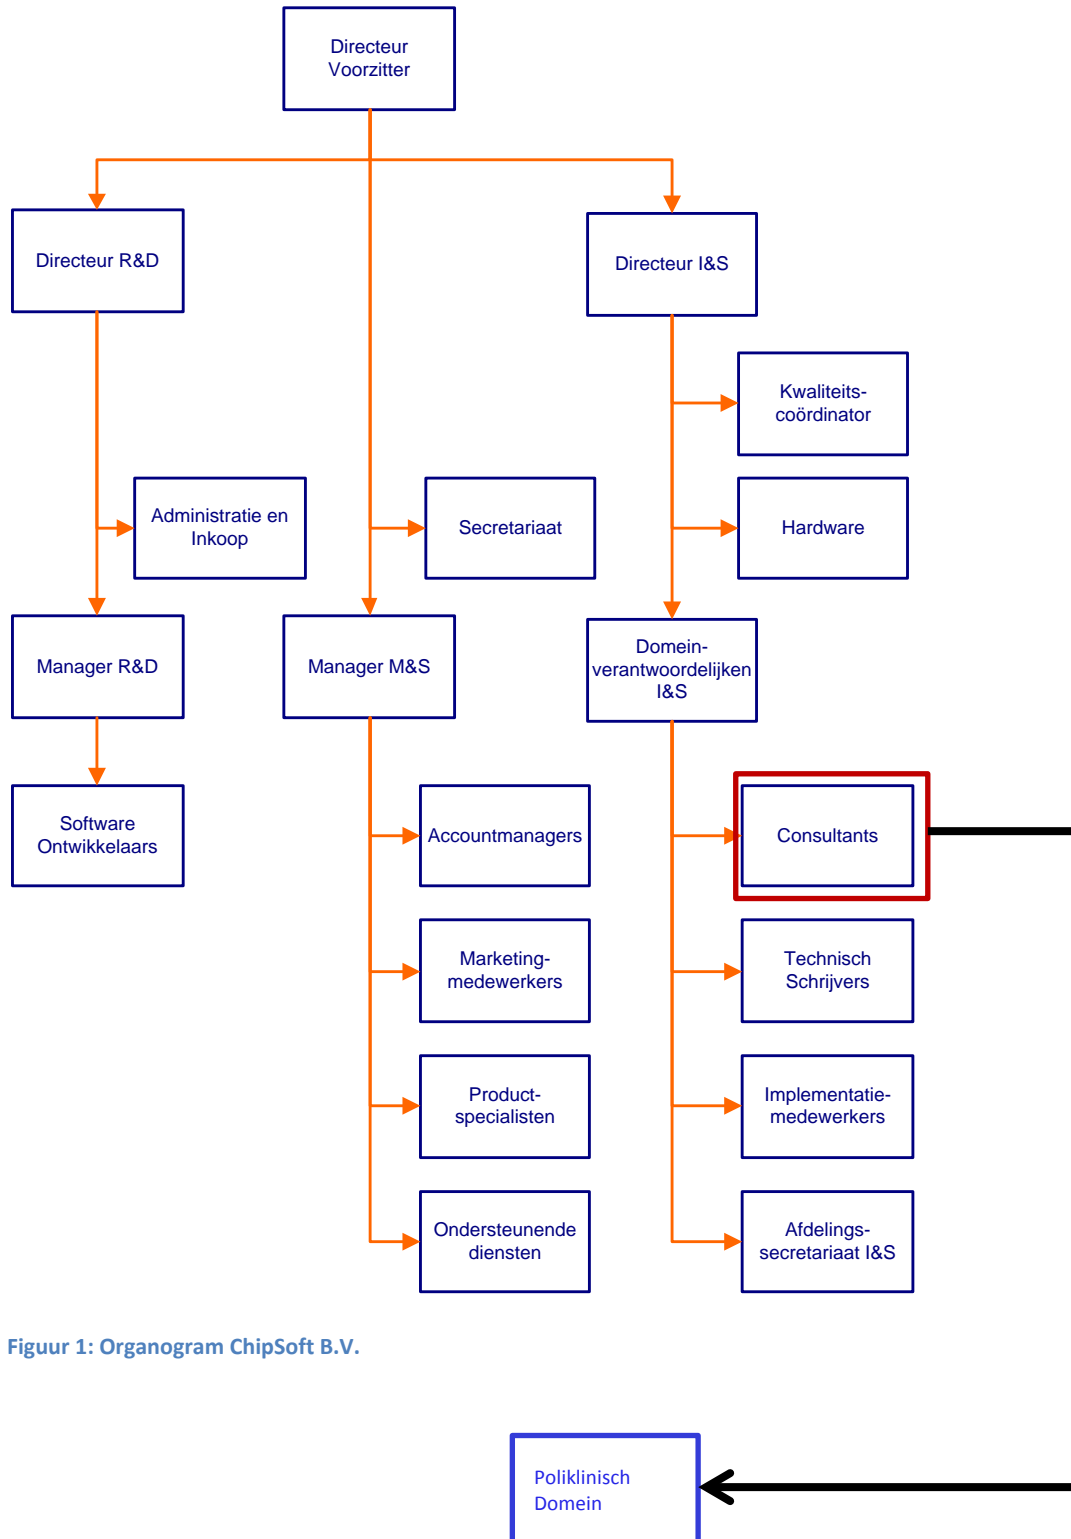 Directeur
Voorzitter
Directeur R&D
Directeur I&S
Kwaliteits-
coördinator
Administratie en
Inkoop
Secretariaat
Hardware
Manager R&D
Manager M&S
Domein-
verantwoordelijken
I&S
Software
Ontwikkelaars
Accountmanagers
Consultants
Marketing-
medewerkers
Technisch
Schrijvers
Product-
specialisten
Implementatie-
medewerkers
Ondersteunende
diensten
Afdelings-
secretariaat I&S
Figuur 1: Organogram ChipSoft B.V.
Poliklinisch
Domein